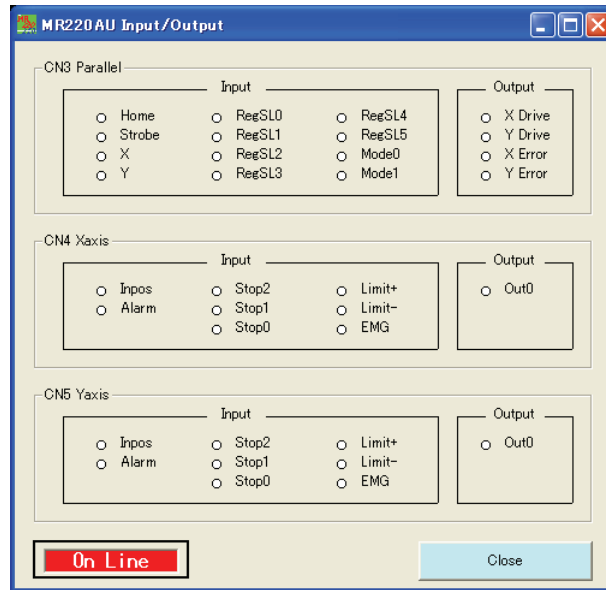 MR220AU Input/Output
CN3 Parallel
Input Output
Home RegSL0 RegSL4 X Drive
Strobe RegSL1 RegSL5 Y Drive
X RegSL2 Mode0 X Error
Y RegSL3 Mode1 Y Error
CN4 Xaxis
Input Output
Inpos Stop2 Limit+ Out0
Alarm Stop1 Limit-
Stop0 EMG
CN5 Yaxis
Input Output
Inpos Stop2 Limit+ Out0
Alarm Stop1 Limit-
Stop0 EMG
On Line Close